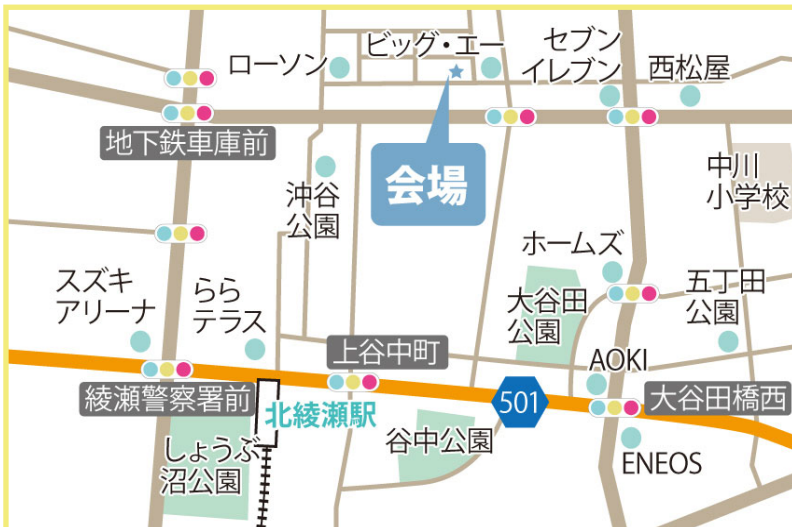 ローソン
ビッグ・エー
セブン
イレブン
西松屋
地下鉄車庫前
会場
沖谷
公園
中川
小学校
ホームズ
スズキ
アリーナ
らら
テラス
大谷田
公園
五丁田
公園
上谷中町
AOKI
綾瀬警察署前
北綾瀬駅
501
大谷田橋西
しょうぶ
沼公園
谷中公園
ENEOS